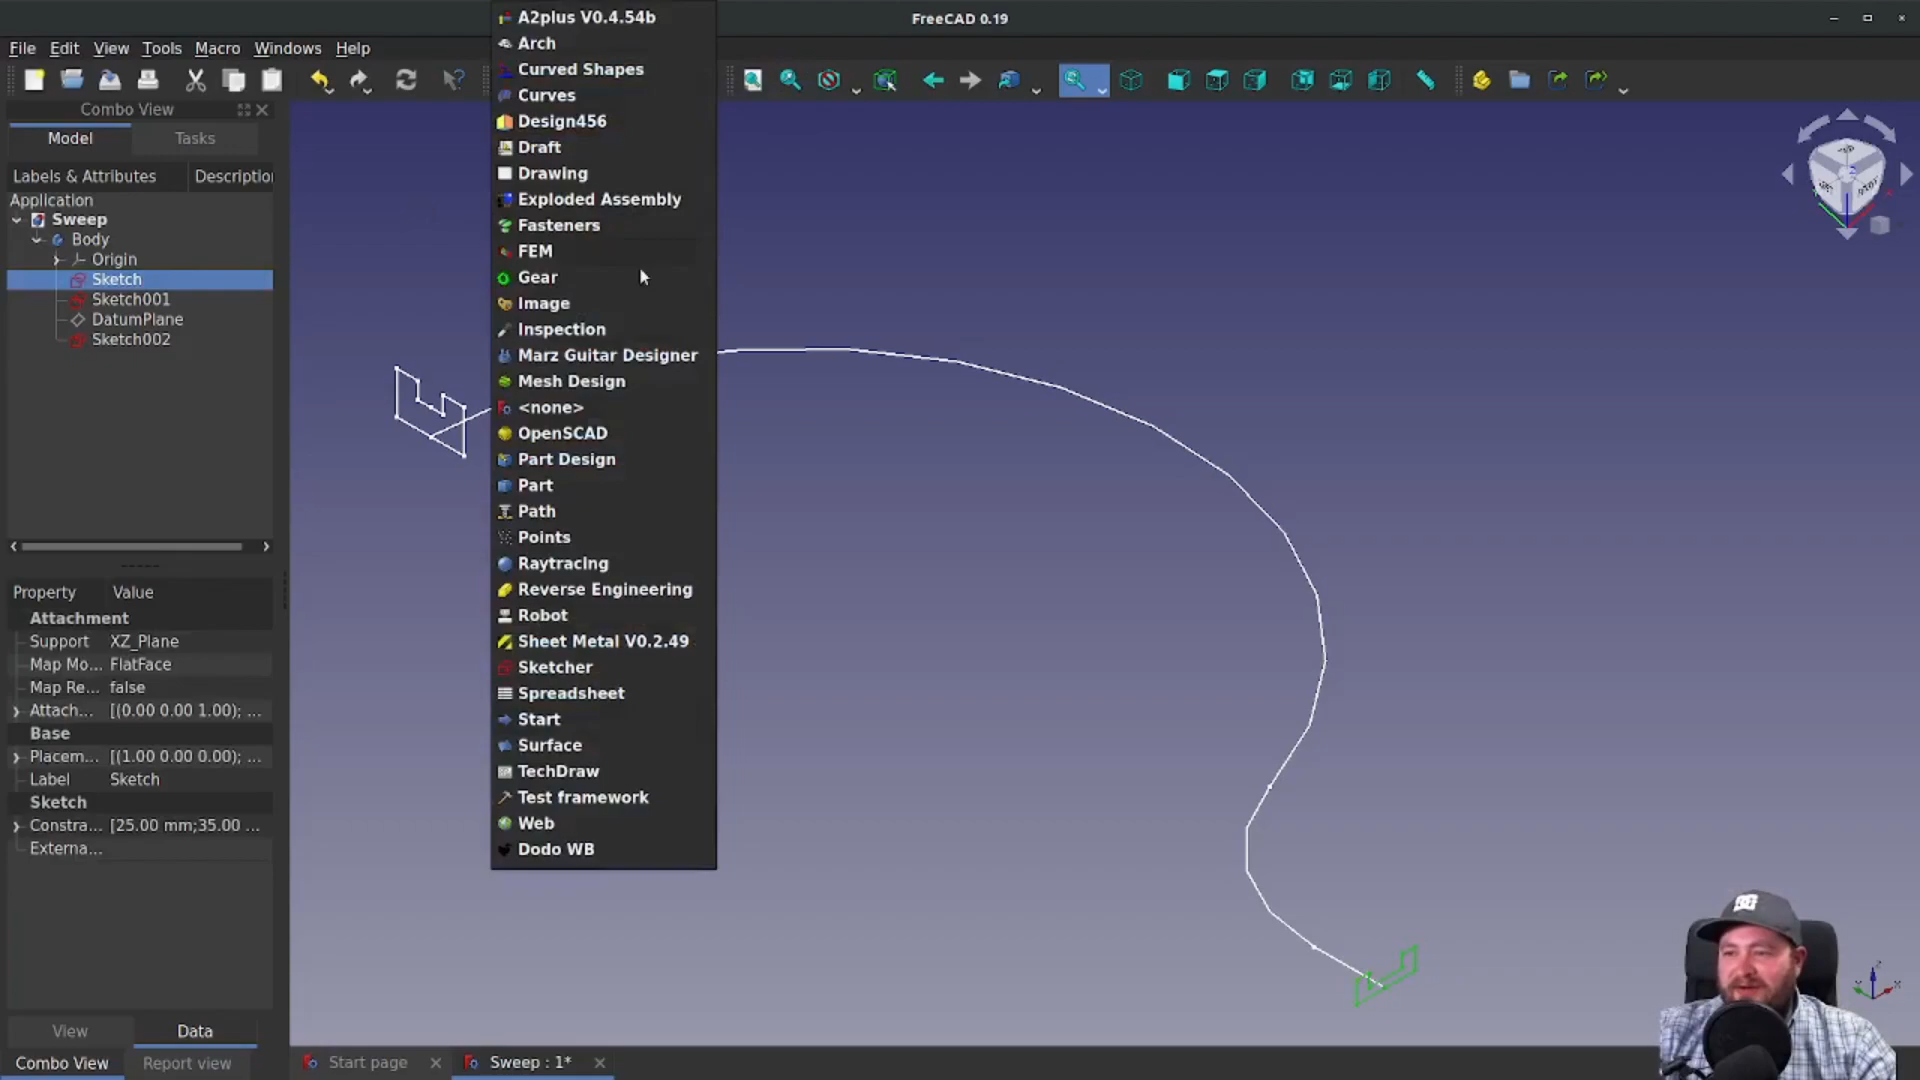 FreeCAD 0.19
File Edit View Tools Macro Windows Help
Combo View
Model Tasks
Labels & Attributes Descriptio
Application
Sweep
Body
Origin
Sketch
Sketch001
DatumPlane
Sketch002
Property Value
Attachment
Support XZ_Plane
Map Mo... FlatFace
Map Re... false
Attach... [(0.00 0.00 1.00); ...
Base
Placem... [(1.00 0.00 0.00); ...
Label Sketch
Sketch
Constra... [25.00 mm;35.00 ...
Externa...
View Data
Combo View Report view
A2plus V0.4.54b
Arch
Curved Shapes
Curves
Design456
Draft
Drawing
Exploded Assembly
Fasteners
FEM
Gear
Image
Inspection
Marz Guitar Designer
Mesh Design
<none>
OpenSCAD
Part Design
Part
Path
Points
Raytracing
Reverse Engineering
Robot
Sheet Metal V0.2.49
Sketcher
Spreadsheet
Start
Surface
TechDraw
Test framework
Web
Dodo WB
Start page
Sweep : 1*